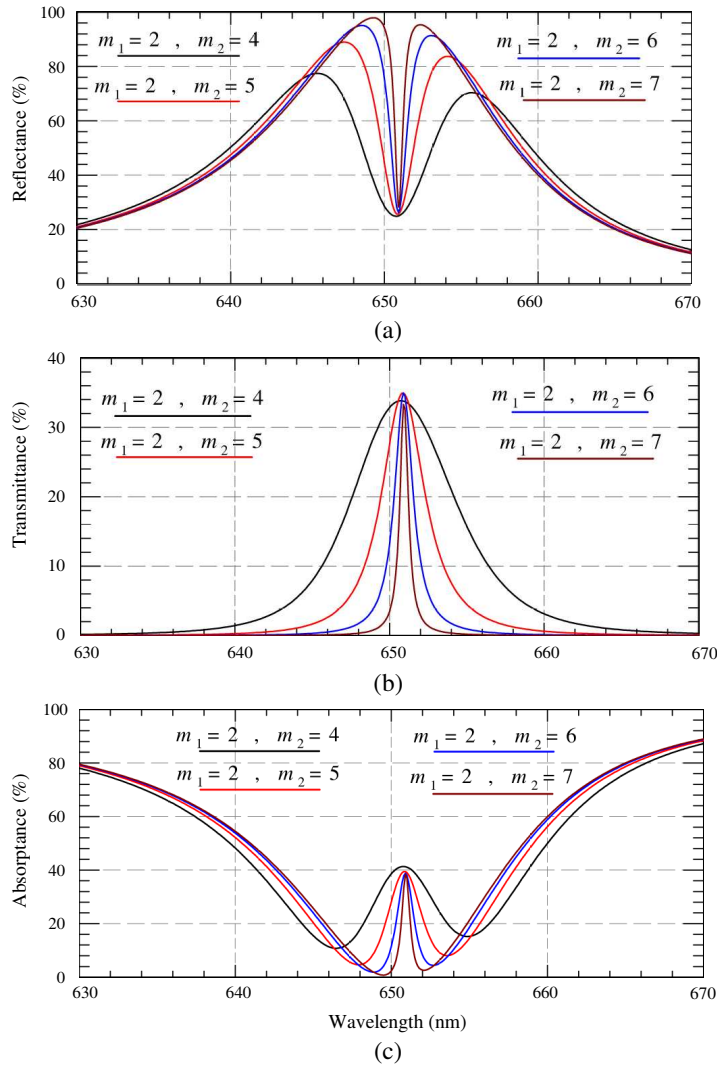 Reflectance (%)
100
80
60
40
20
0
m1=2 , m2=4
m1=2 , m2=5
m1=2 , m2=6
m1=2 , m2=7
630 640 650 660 670
(a)
Transmittance (%)
40
30
20
10
0
m1=2 , m2=4
m1=2 , m2=5
m1=2 , m2=6
m1=2 , m2=7
630 640 650 660 670
(b)
Absorptance (%)
100
80
60
40
20
0
m1=2 , m2=4
m1=2 , m2=5
m1=2 , m2=6
m1=2 , m2=7
630 640 650 660 670
Wavelength (nm)
(c)